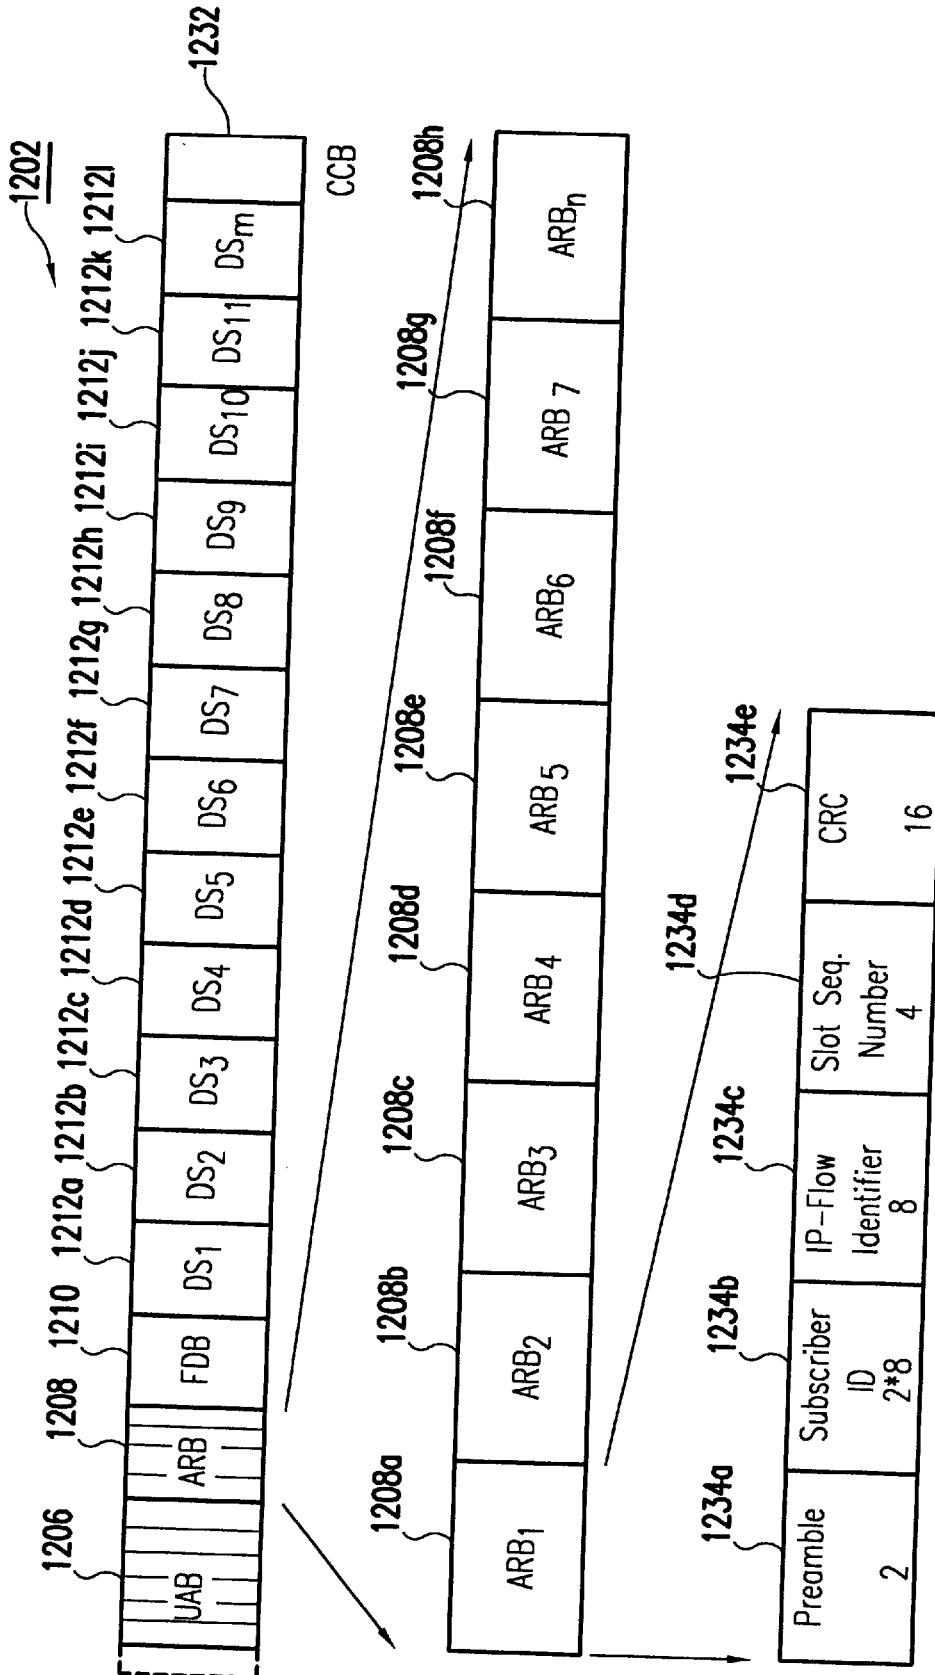 1202
1206 1208 1210 1212a 1212b 1212c 1212d 1212e 1212f 1212g 1212h 1212i 1212j 1212k 1212l 1232
UAB ARB FDB DS1 DS2 DS3 DS4 DS5 DS6 DS7 DS8 DS9 DS10 DS11 DSm
CCB
1208a 1208b 1208c 1208d 1208e 1208f 1208g 1208h
ARB1 ARB2 ARB3 ARB4 ARB5 ARB6 ARB7 ARBn
1234a 1234b 1234c 1234d 1234e
Preamble
2
Subscriber
ID
2*8
IP-Flow
Identifier
8
Slot Seq.
Number
4
CRC
16